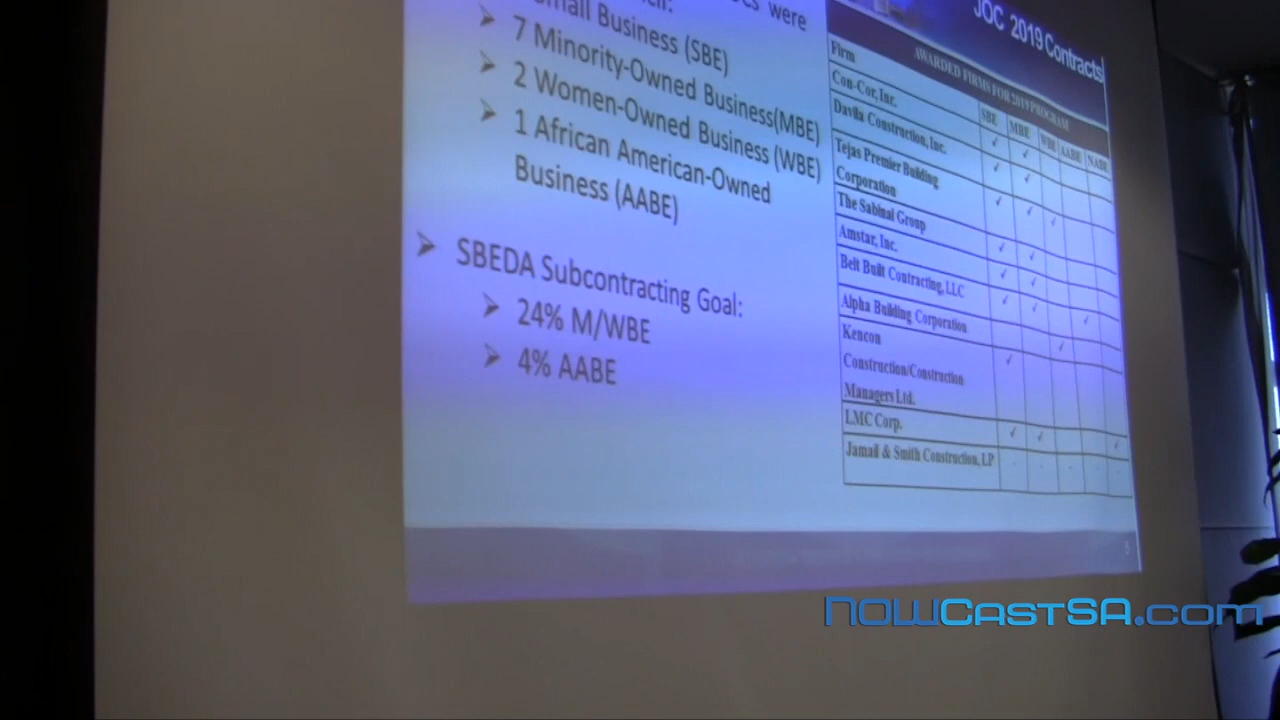 were
Small Business (SBE)
7 Minority-Owned Business(MBE)
2 Women-Owned Business (WBE)
1 African American-Owned
Business (AABE)
SBEDA Subcontracting Goal:
24% M/WBE
4% AABE
JOC 2019 Contracts
AWARDED FIRMS FOR 2019 PROGRAM
Firm SBE MBE WBE AABE NABE
Con-Cor, Inc. ✓ ✓
Davila Construction, Inc. ✓ ✓
Tejas Premier Building
Corporation ✓ ✓ ✓
The Sabinal Group ✓ ✓
Amstar, Inc. ✓ ✓
Belt Built Contracting, LLC ✓ ✓ ✓
Alpha Building Corporation ✓
Kencon
Construction/Construction
Managers Ltd. ✓
LMC Corp. ✓ ✓ ✓
Jamail & Smith Construction, LP - - - - -
5
NOWCASTSA.com